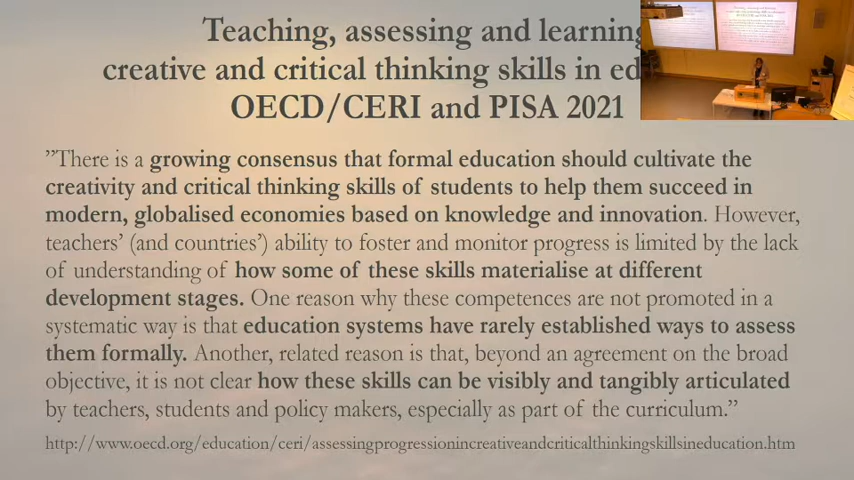 Teaching, assessing and learning
creative and critical thinking skills in ed
OECD/CERI and PISA 2021
”There is a growing consensus that formal education should cultivate the
creativity and critical thinking skills of students to help them succeed in
modern, globalised economies based on knowledge and innovation. However,
teachers’ (and countries’) ability to foster and monitor progress is limited by the lack
of understanding of how some of these skills materialise at different
development stages. One reason why these competences are not promoted in a
systematic way is that education systems have rarely established ways to assess
them formally. Another, related reason is that, beyond an agreement on the broad
objective, it is not clear how these skills can be visibly and tangibly articulated
by teachers, students and policy makers, especially as part of the curriculum.”
http://www.oecd.org/education/ceri/assessingprogressionincreativeandcriticalthinkingskillsineducation.htm